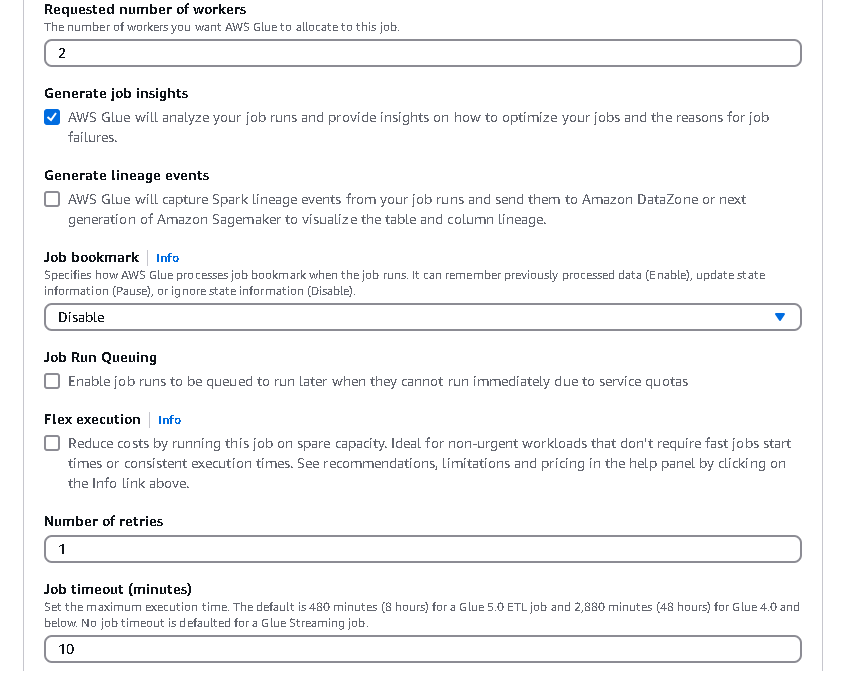 Requested number of workers
The number of workers you want AWS Glue to allocate to this job.
2
Generate job insights
AWS Glue will analyze your job runs and provide insights on how to optimize your jobs and the reasons for job
failures.
Generate lineage events
AWS Glue will capture Spark lineage events from your job runs and send them to Amazon DataZone or next
generation of Amazon Sagemaker to visualize the table and column lineage.
Job bookmark Info
Specifies how AWS Glue processes job bookmark when the job runs. It can remember previously processed data (Enable), update state
information (Pause), or ignore state information (Disable).
Disable
Job Run Queuing
Enable job runs to be queued to run later when they cannot run immediately due to service quotas
Flex execution Info
Reduce costs by running this job on spare capacity. Ideal for non-urgent workloads that don't require fast jobs start
times or consistent execution times. See recommendations, limitations and pricing in the help panel by clicking on
the Info link above.
Number of retries
1
Job timeout (minutes)
Set the maximum execution time. The default is 480 minutes (8 hours) for a Glue 5.0 ETL job and 2,880 minutes (48 hours) for Glue 4.0 and
below. No job timeout is defaulted for a Glue Streaming job.
10